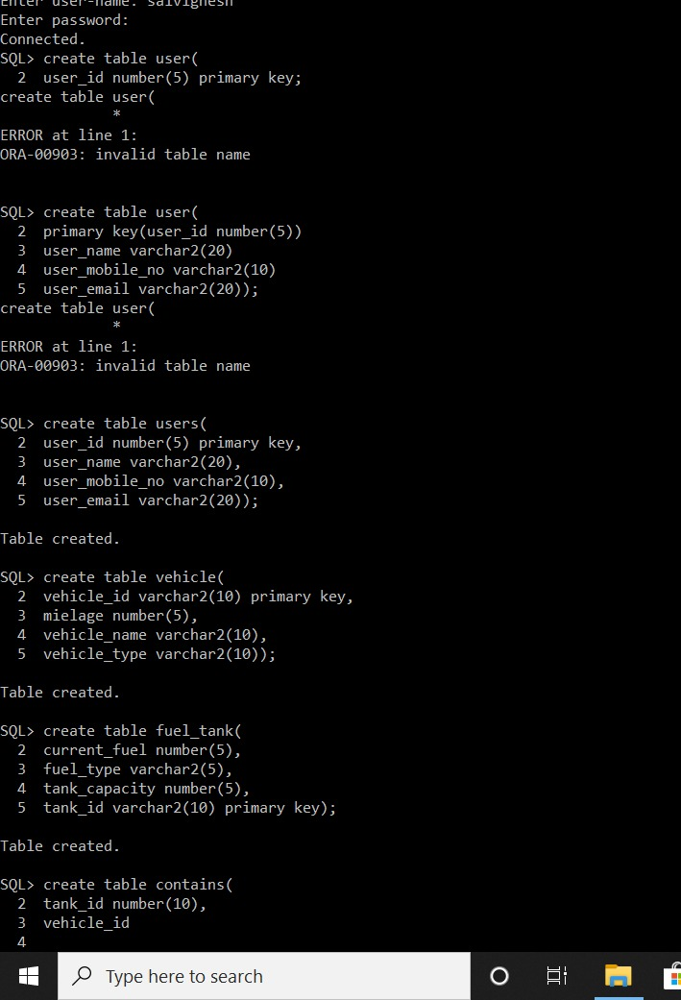 Enter user-name: saivighesh
Enter password:
Connected.
SQL> create table user(
2 user_id number(5) primary key;
create table user(
*
ERROR at line 1:
ORA-00903: invalid table name
SQL> create table user(
2 primary key(user_id number(5))
3 user_name varchar2(20)
4 user_mobile_no varchar2(10)
5 user_email varchar2(20));
create table user(
*
ERROR at line 1:
ORA-00903: invalid table name
SQL> create table users(
2 user_id number(5) primary key,
3 user_name varchar2(20),
4 user_mobile_no varchar2(10),
5 user_email varchar2(20));
Table created.
SQL> create table vehicle(
2 vehicle_id varchar2(10) primary key,
3 mielage number(5),
4 vehicle_name varchar2(10),
5 vehicle_type varchar2(10));
Table created.
SQL> create table fuel_tank(
2 current_fuel number(5),
3 fuel_type varchar2(5),
4 tank_capacity number(5),
5 tank_id varchar2(10) primary key);
Table created.
SQL> create table contains(
2 tank_id number(10),
3 vehicle_id
4
Type here to search